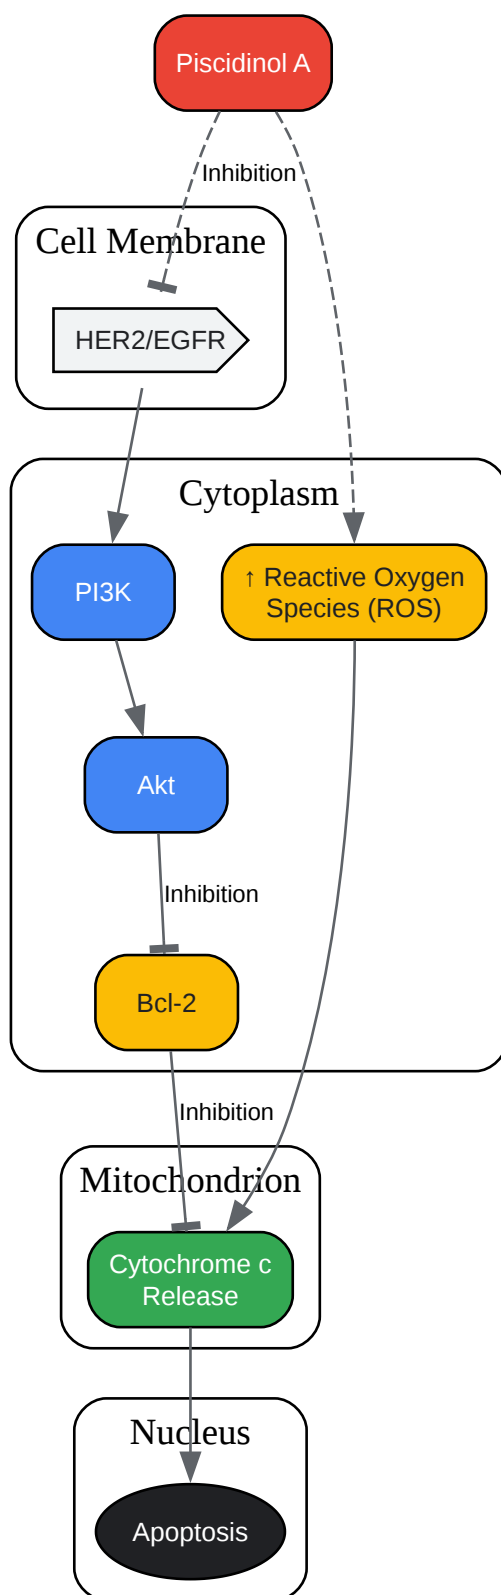 Piscidinol A
Inhibition
Cell Membrane
HER2/EGFR
Cytoplasm
PI3K
↑ Reactive Oxygen
Species (ROS)
Akt
Inhibition
Bcl-2
Inhibition
Mitochondrion
Cytochrome c
Release
Nucleus
Apoptosis